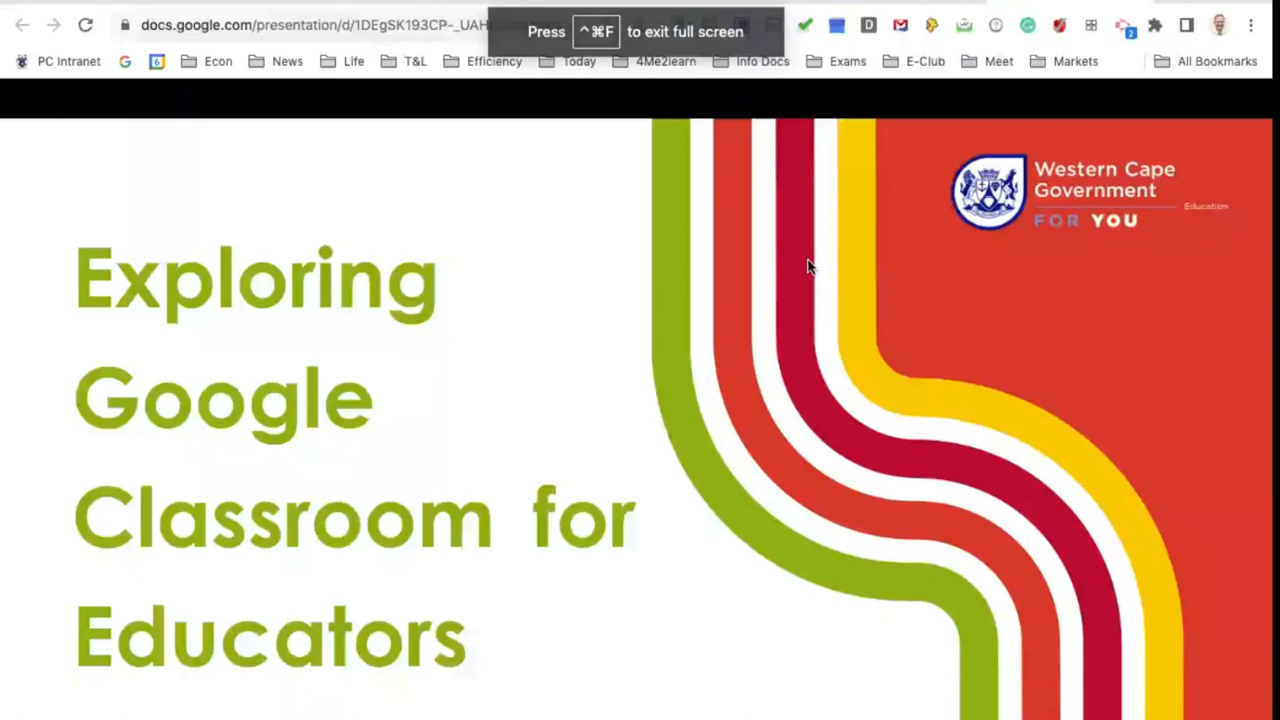 docs.google.com/presentation/d/1DEgSK193CP-_UAH
Press ^⌘F to exit full screen
D
2
PC Intranet
G
6
Econ
News
Life
T&L
Efficiency
Today
4Me2learn
Info Docs
Exams
E-Club
Meet
Markets
All Bookmarks
Western Cape
Government
Education
FOR YOU
Exploring
Google
Classroom for
Educators